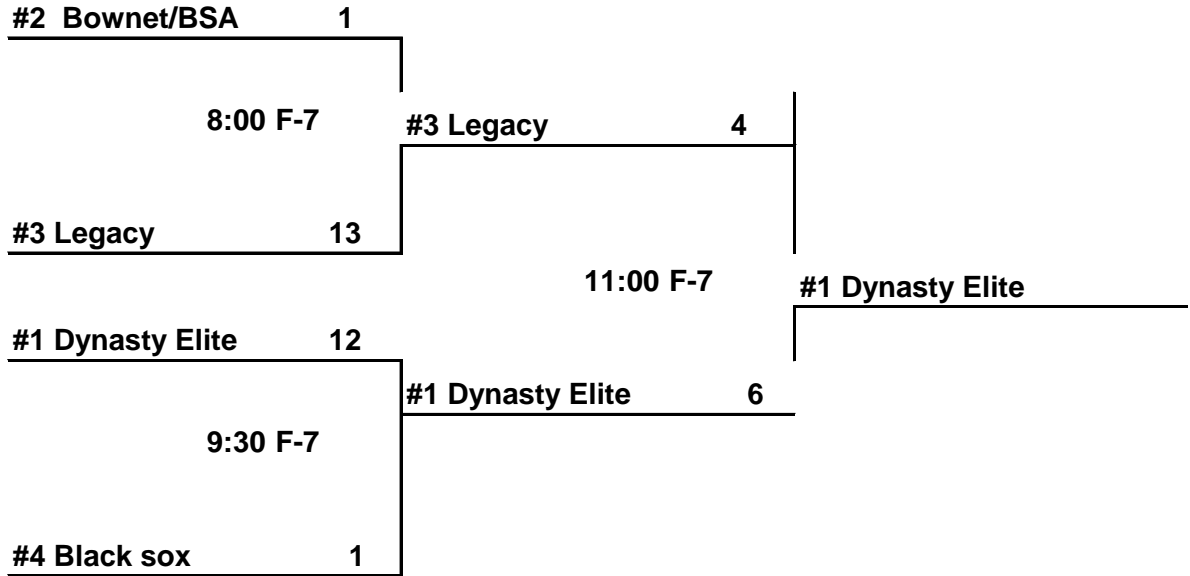 #2  Bownet/BSA 1
8:00 F-7
#3 Legacy 4
#3 Legacy 13
11:00 F-7
#1 Dynasty Elite
#1 Dynasty Elite 12
#1 Dynasty Elite 6
9:30 F-7
#4 Black sox 1